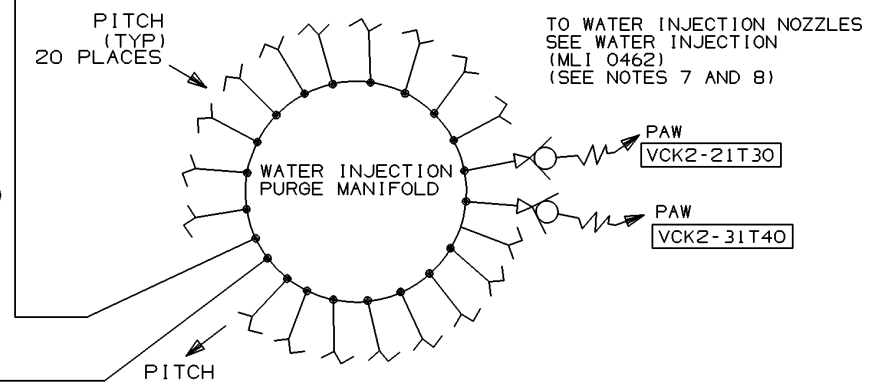 PITCH
(TYP)
20 PLACES
TO WATER INJECTION NOZZLES
SEE WATER INJECTION
(MLI 0462)
(SEE NOTES 7 AND 8)
PAW
VCK2-21T30
WATER INJECTION
PURGE MANIFOLD
PAW
VCK2-31T40
PITCH